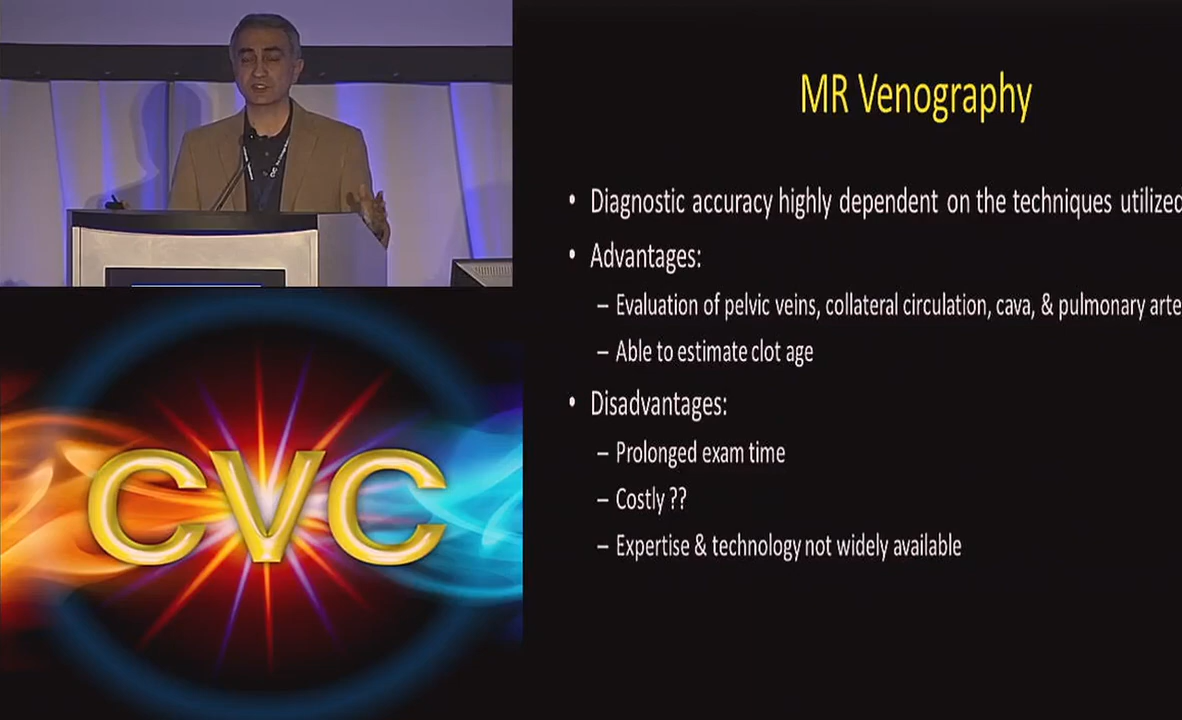 MR Venography
• Diagnostic accuracy highly dependent on the techniques utilized
• Advantages:
– Evaluation of pelvic veins, collateral circulation, cava, & pulmonary arte
– Able to estimate clot age
• Disadvantages:
– Prolonged exam time
– Costly ??
– Expertise & technology not widely available
CVC